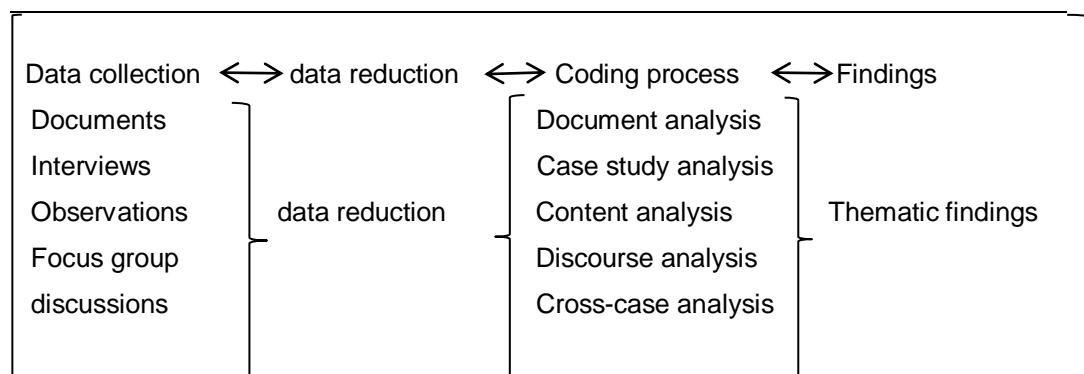 Data collection data reduction Coding process Findings
Documents Document analysis
Interviews Case study analysis
Observations data reduction Content analysis Thematic findings
Focus group Discourse analysis
discussions Cross-case analysis